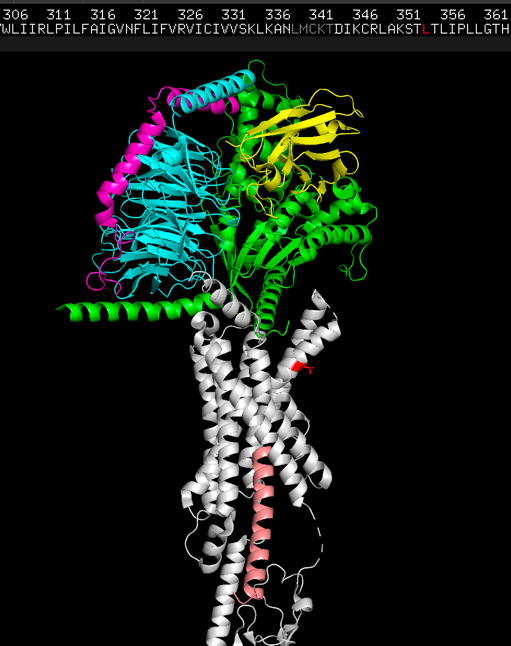 306 311 316 321 326 331 336 341 346 351 356 361
WLIIRLPILFAIGVNFLIFVRVICIVVSKLKANLMCKTDIKCRLAKSTLTLIPLLGTH